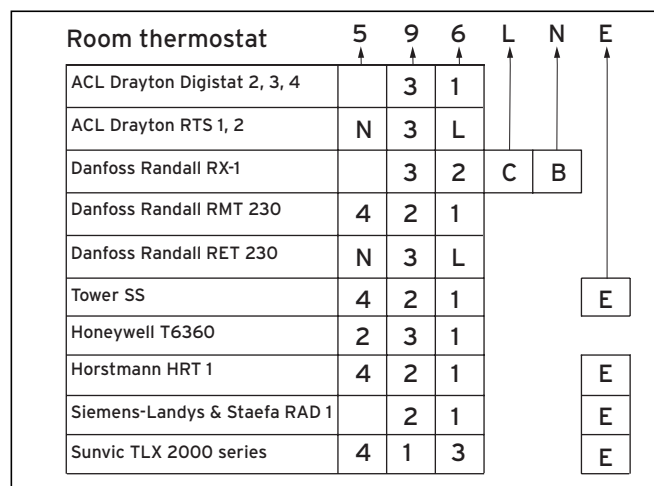 Room thermostat 5 9 6 L N E
ACL Drayton Digistat 2, 3, 4 3 1
ACL Drayton RTS 1, 2 N 3 L
Danfoss Randall RX-1 3 2 C B
Danfoss Randall RMT 230 4 2 1
Danfoss Randall RET 230 N 3 L
Tower SS 4 2 1 E
Honeywell T6360 2 3 1
Horstmann HRT 1 4 2 1 E
Siemens-Landys & Staefa RAD 1 2 1 E
Sunvic TLX 2000 series 4 1 3 E